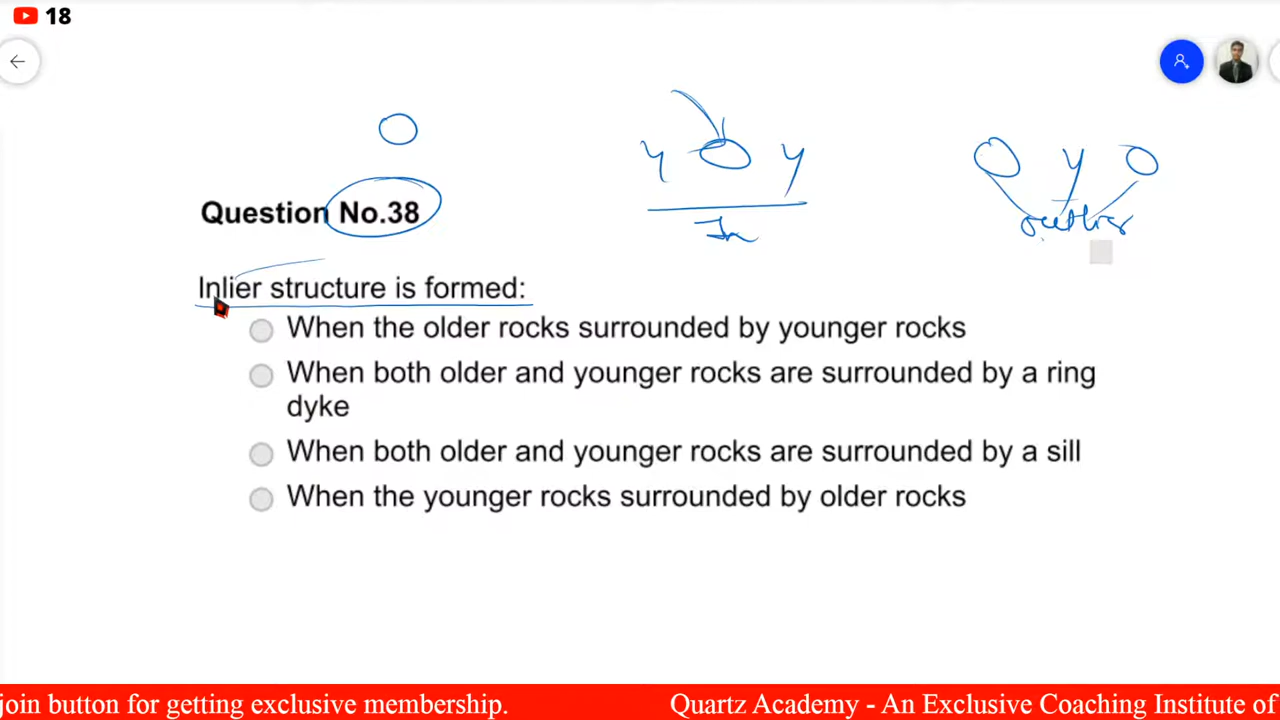 18
O
Y O Y
O Y O
In
outlier
Question No.38
Inlier structure is formed:
When the older rocks surrounded by younger rocks
When both older and younger rocks are surrounded by a ring
dyke
When both older and younger rocks are surrounded by a sill
When the younger rocks surrounded by older rocks
join button for getting exclusive membership.
Quartz Academy - An Exclusive Coaching Institute of